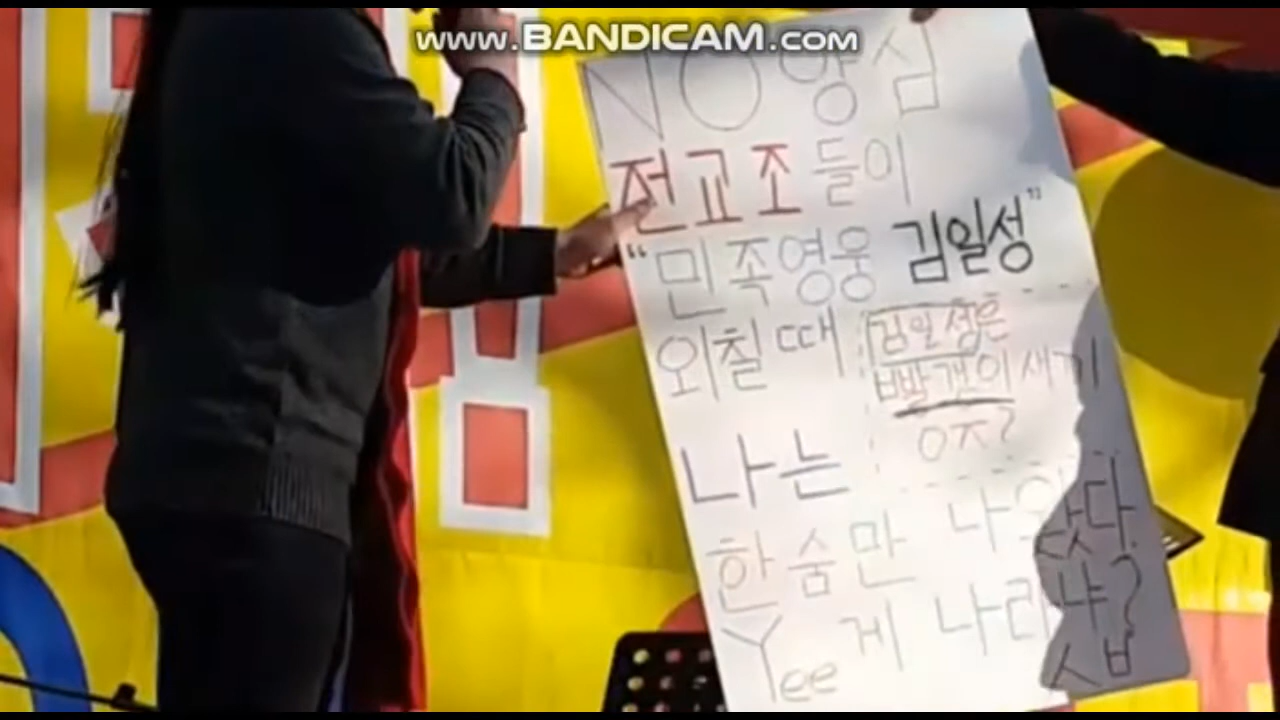 www.BANDICAM.com
NO양심
전교조들이
"민족영웅 김일성"
외칠때
김일성은
빨갱이 새기
ㅇㅈ?
나는
한숨만 나왔다.
Yee게 나라냐?